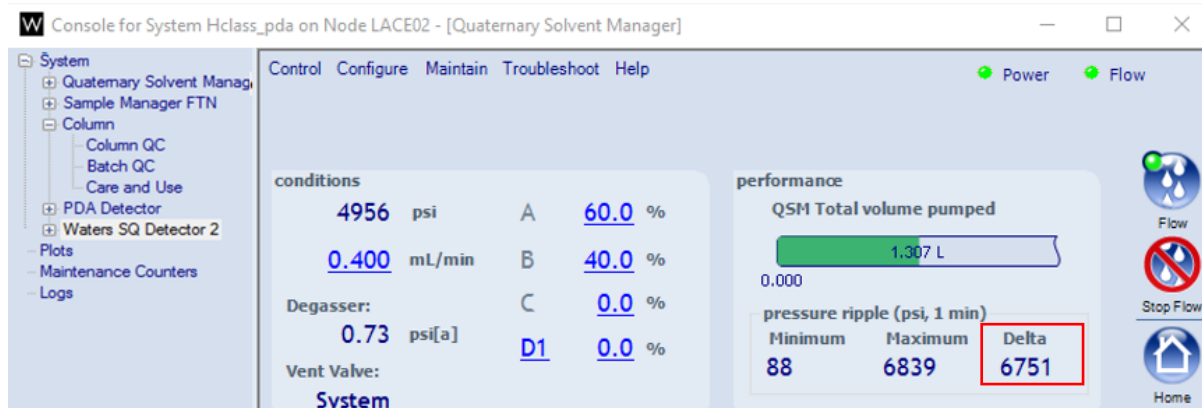 W Console for System Hclass_pda on Node LACE02 - [Quaternary Solvent Manager]
System
Quaternary Solvent Manag
Sample Manager FTN
Column
Column QC
Batch QC
Care and Use
PDA Detector
Waters SQ Detector 2
Plots
Maintenance Counters
Logs
Control Configure Maintain Troubleshoot Help
Power Flow
conditions
4956 psi A 60.0 %
0.400 mL/min B 40.0 %
Degasser: C 0.0 %
0.73 psi[a]
D1 0.0 %
Vent Valve:
System
performance
QSM Total volume pumped
1.307 L
0.000
pressure ripple (psi, 1 min)
Minimum Maximum Delta
88 6839 6751
Flow
Stop Flow
Home